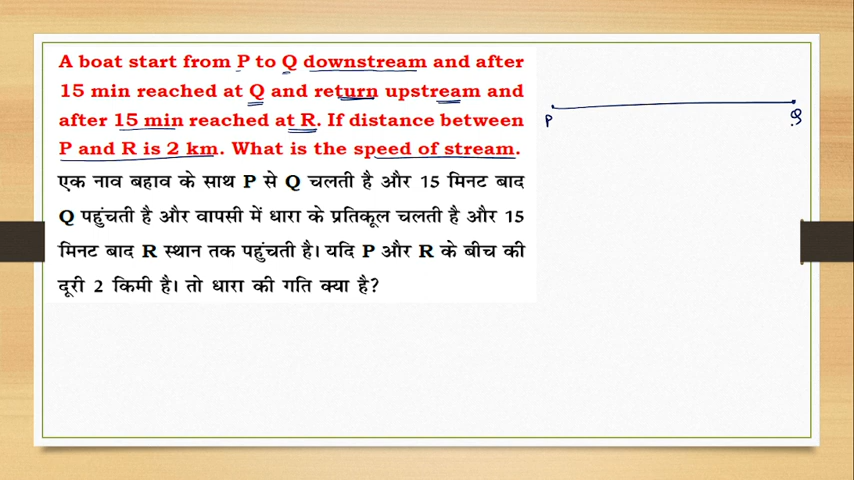 A boat start from P to Q downstream and after
15 min reached at Q and return upstream and
after 15 min reached at R. If distance between
P and R is 2 km. What is the speed of stream.
एक नाव बहाव के साथ P से Q चलती है और 15 मिनट बाद
Q पहुंचती है और वापसी में धारा के प्रतिकूल चलती है और 15
मिनट बाद R स्थान तक पहुंचती है। यदि P और R के बीच की
दूरी 2 किमी है। तो धारा की गति क्या है?
P Q